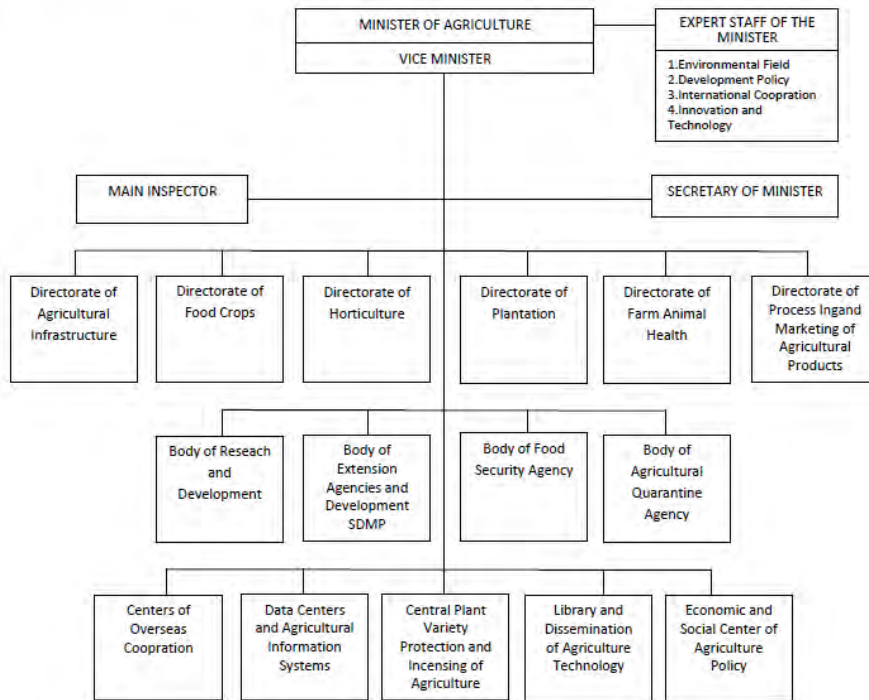 MINISTER OF AGRICULTURE
VICE MINISTER
EXPERT STAFF OF THE
MINISTER
1.Environmental Field
2.Development Policy
3.International Coopration
4.Innovation and
Technology
MAIN INSPECTOR
SECRETARY OF MINISTER
Directorate of
Agricultural
Infrastructure
Directorate of
Food Crops
Directorate of
Horticulture
Directorate of
Plantation
Directorate of
Farm Animal
Health
Directorate of
Process Ingand
Marketing of
Agricultural
Products
Body of Reseach
and
Development
Body of
Extension
Agencies and
Development
SDMP
Body of Food
Security Agency
Body of
Agricultural
Quarantine
Agency
Centers of
Overseas
Coopration
Data Centers
and Agricultural
Information
Systems
Central Plant
Variety
Protection and
Incensing of
Agriculture
Library and
Dissemination
of Agriculture
Technology
Economic and
Social Center of
Agriculture
Policy